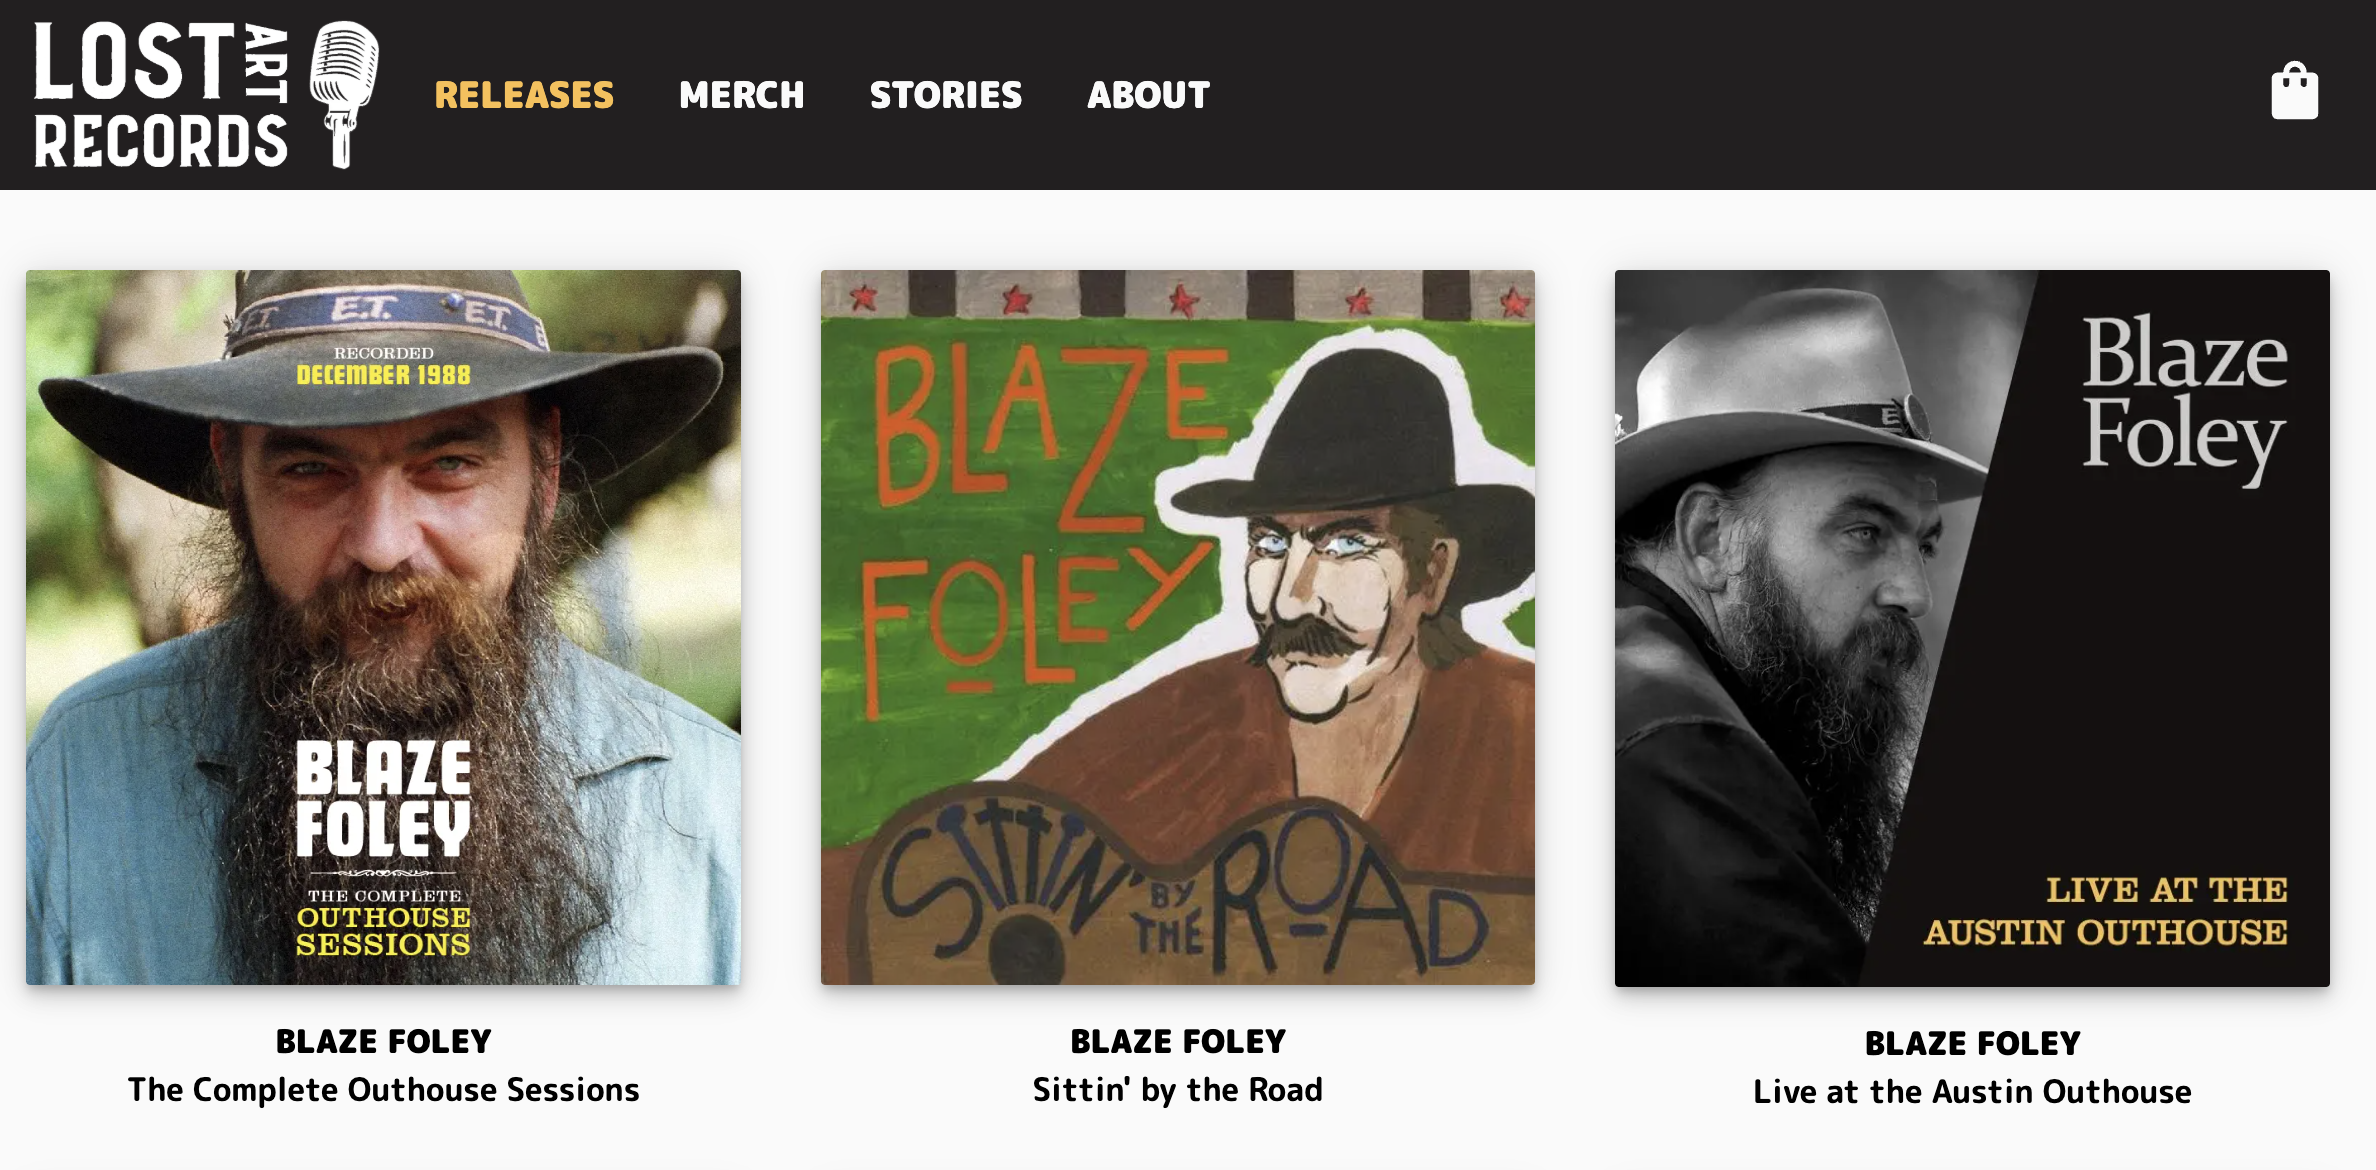 LOST ART
RECORDS
RELEASES MERCH STORIES ABOUT
E.T. E.T. E.T. E
RECORDED
DECEMBER 1988
BLAZE
FOLEY
THE COMPLETE
OUTHOUSE
SESSIONS
BLAZE
FOLEY
SITTIN' BY THE ROAD
Blaze
Foley
E
LIVE AT THE
AUSTIN OUTHOUSE
BLAZE FOLEY
The Complete Outhouse Sessions
BLAZE FOLEY
Sittin' by the Road
BLAZE FOLEY
Live at the Austin Outhouse